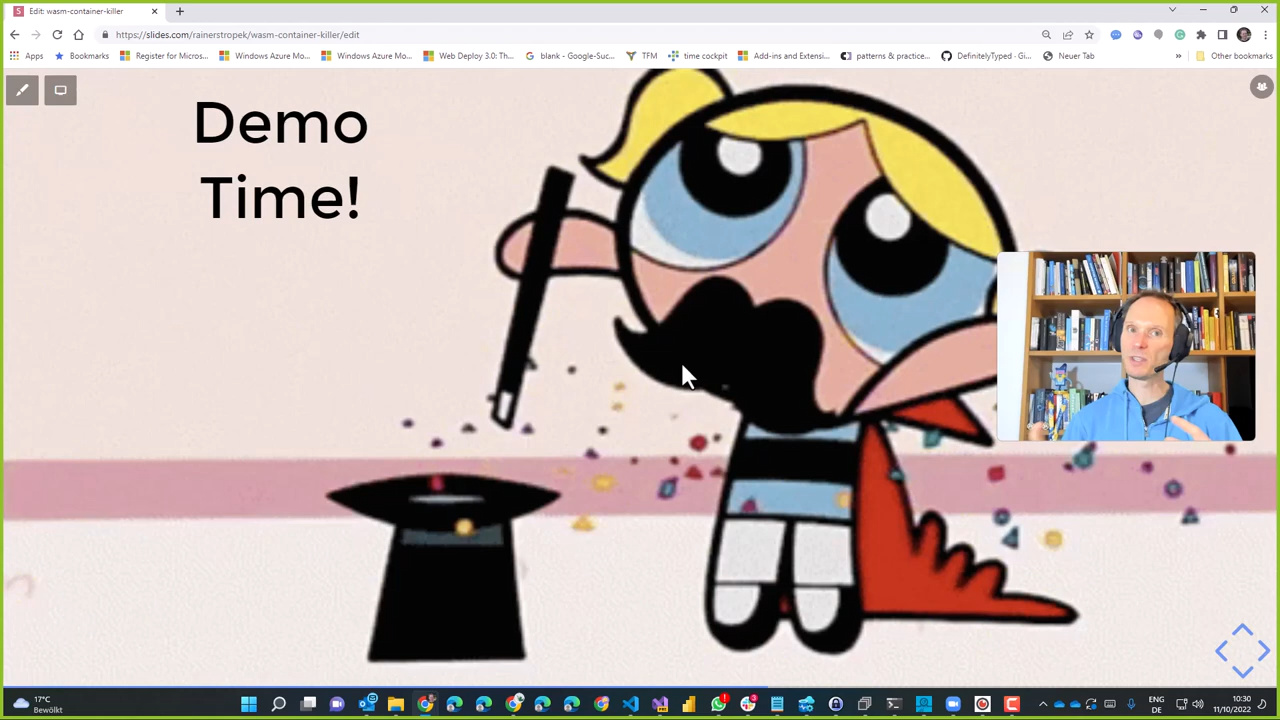 Edit: wasm-container-killer
https://slides.com/rainerstropek/wasm-container-killer/edit
Apps
Bookmarks
Register for Micros...
Windows Azure M...
Windows Azure M...
Web Deploy 3.0: Th...
blank - Google-Suc...
TFM
time cockpit
Add-ins and Extensi...
patterns & practice...
DefinitelyTyped - Gi...
Neuer Tab
»
Other bookmarks
Demo
Time!
17°C
Bewölkt
ENG
DE
10:30
11/10/2022